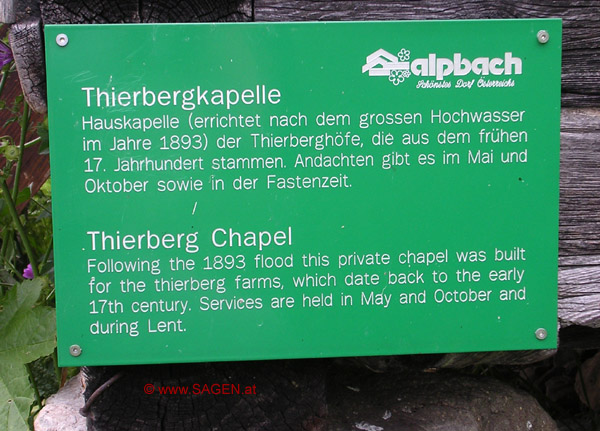 alpbach
Schönstes Dorf Österreichs
Thierbergkapelle
Hauskapelle (errichtet nach dem grossen Hochwasser
im Jahre 1893) der Thierberghöfe, die aus dem frühen
17. Jahrhundert stammen. Andachten gibt es im Mai und
Oktober sowie in der Fastenzeit.
Thierberg Chapel
Following the 1893 flood this private chapel was built
for the thierberg farms, which date back to the early
17th century. Services are held in May and October and
during Lent.
© www.SAGEN.at